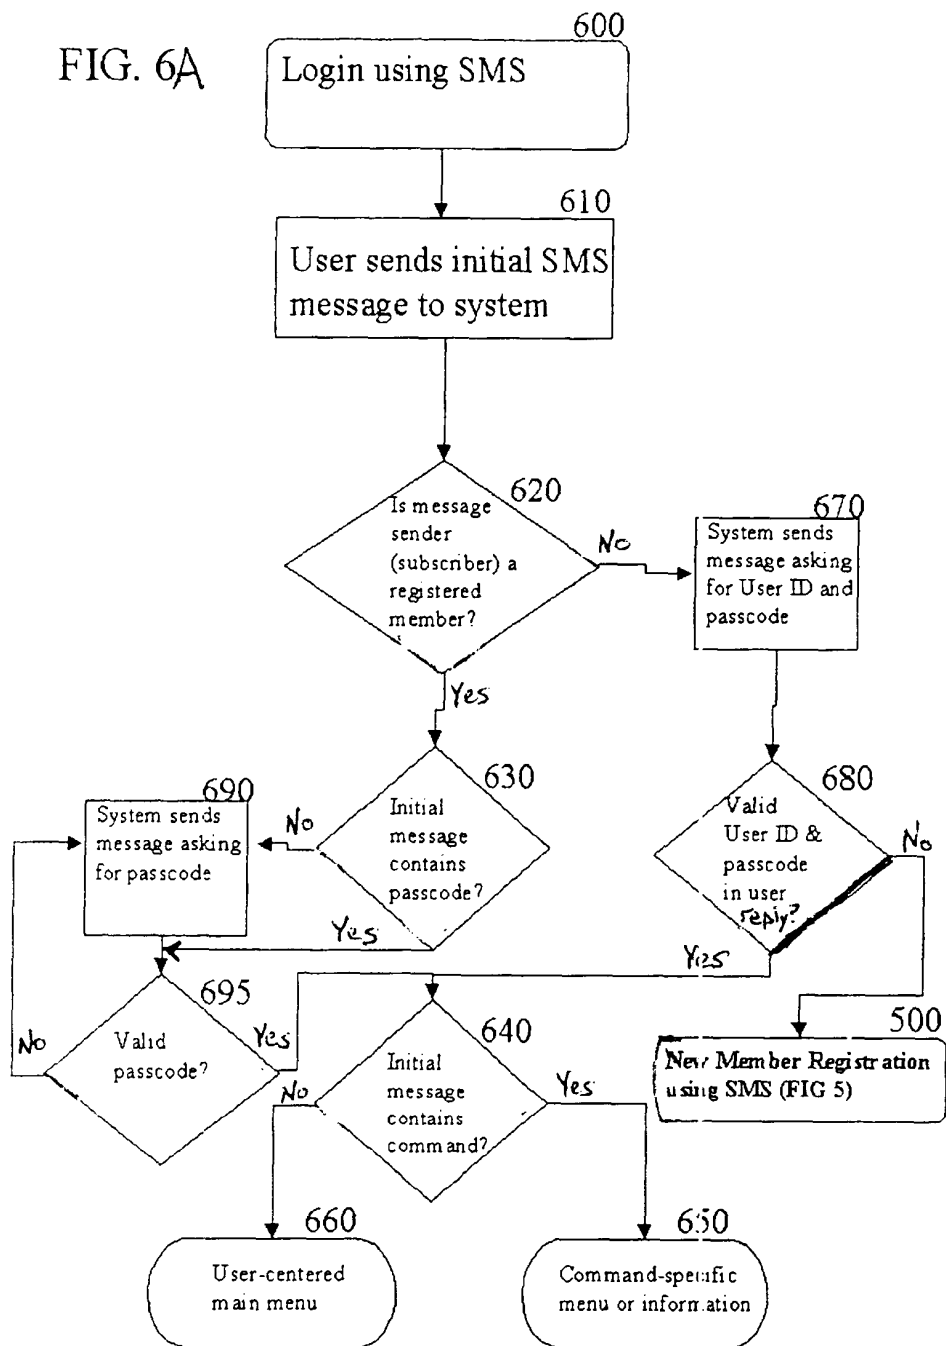 FIG. 6A
600
Login using SMS
610
User sends initial SMS
message to system
620
Is message
sender
(subscriber) a
registered
member?
No
Yes
670
System sends
message asking
for User ID and
passcode
630
Initial
message
contains
passcode?
No
Yes
690
System sends
message asking
for passcode
680
Valid
User ID &
passcode
in user
reply?
No
Yes
695
Valid
passcode?
No
Yes
640
Initial
message
contains
command?
No
Yes
500
New Member Registration
using SMS (FIG 5)
660
User-centered
main menu
650
Command-specific
menu or information